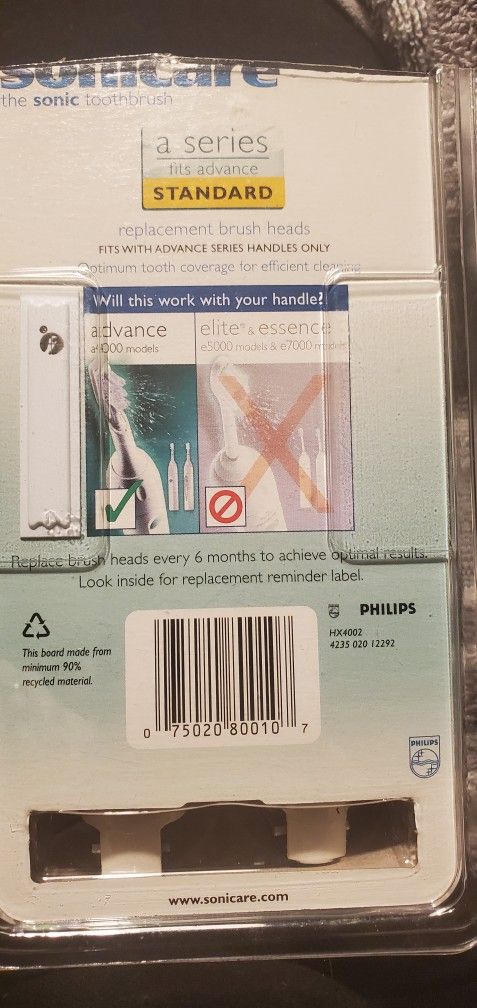 sonicare
the sonic toothbrush
a series
fits advance
STANDARD
replacement brush heads
FITS WITH ADVANCE SERIES HANDLES ONLY
Optimum tooth coverage for efficient cleaning
Will this work with your handle?
advance
a4000 models
elite® & essence
e5000 models & e7000 models
Replace brush heads every 6 months to achieve optimal results.
Look inside for replacement reminder label.
This board made from
minimum 90%
recycled material.
PHILIPS
HX4002
4235 020 12292
0 75020 80010 7
PHILIPS
www.sonicare.com